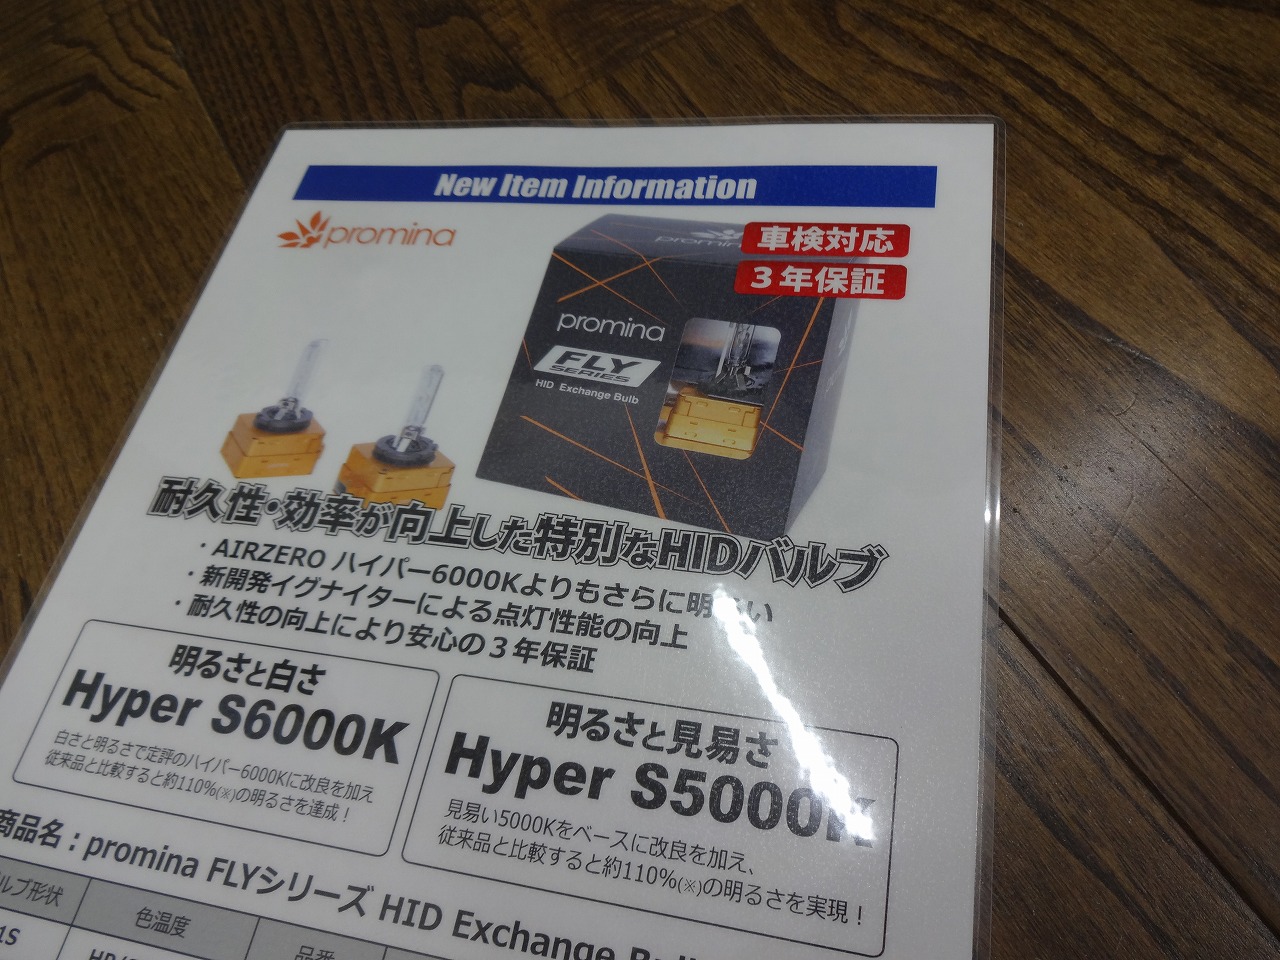 New Item Information
promina
車検対応
3年保証
promina
FLY
SERIES
HID Exchange Bulb
耐久性・効率が向上した特別なHIDバルブ
・AIRZERO ハイパー6000Kよりもさらに明るい
・新開発イグナイターによる点灯性能の向上
・耐久性の向上により安心の3年保証
明るさと白さ
Hyper S6000K
白さと明るさで定評のハイパー6000Kに改良を加え
従来品と比較すると約110%(※)の明るさを達成！
明るさと見易さ
Hyper S5000K
見易い5000Kをベースに改良を加え、
従来品と比較すると約110%(※)の明るさを実現！
商品名：promina FLYシリーズ HID Exchange
ルブ形状
色温度
品番
1S